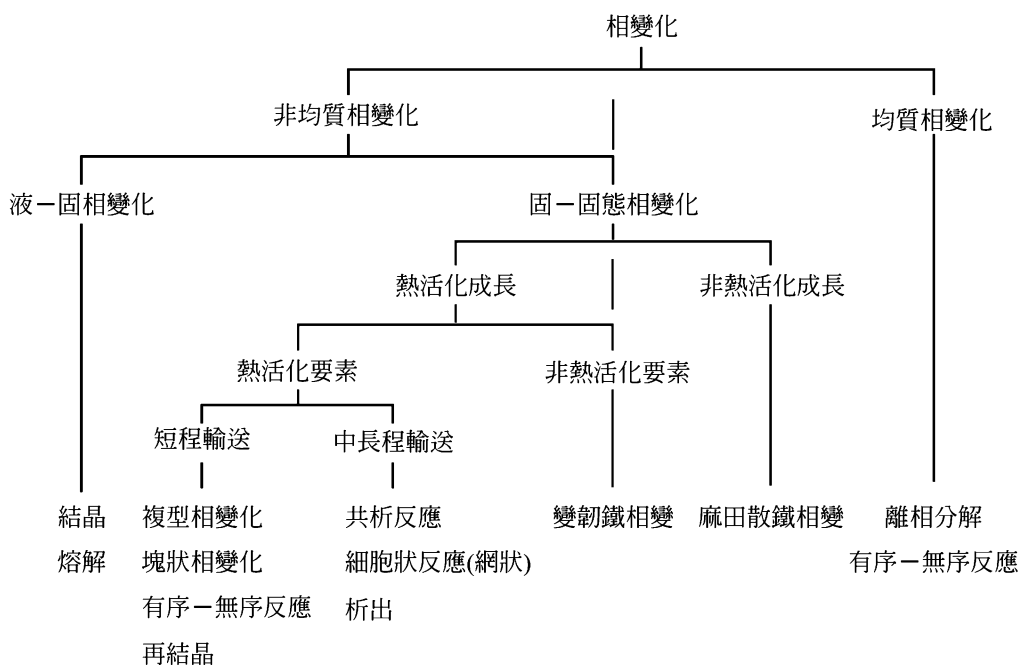 相變化
非均質相變化
均質相變化
液－固相變化
固－固態相變化
熱活化成長
非熱活化成長
熱活化要素
非熱活化要素
短程輸送
中長程輸送
結晶
熔解
複型相變化
塊狀相變化
有序－無序反應
再結晶
共析反應
細胞狀反應(網狀)
析出
變韌鐵相變
麻田散鐵相變
離相分解
有序－無序反應